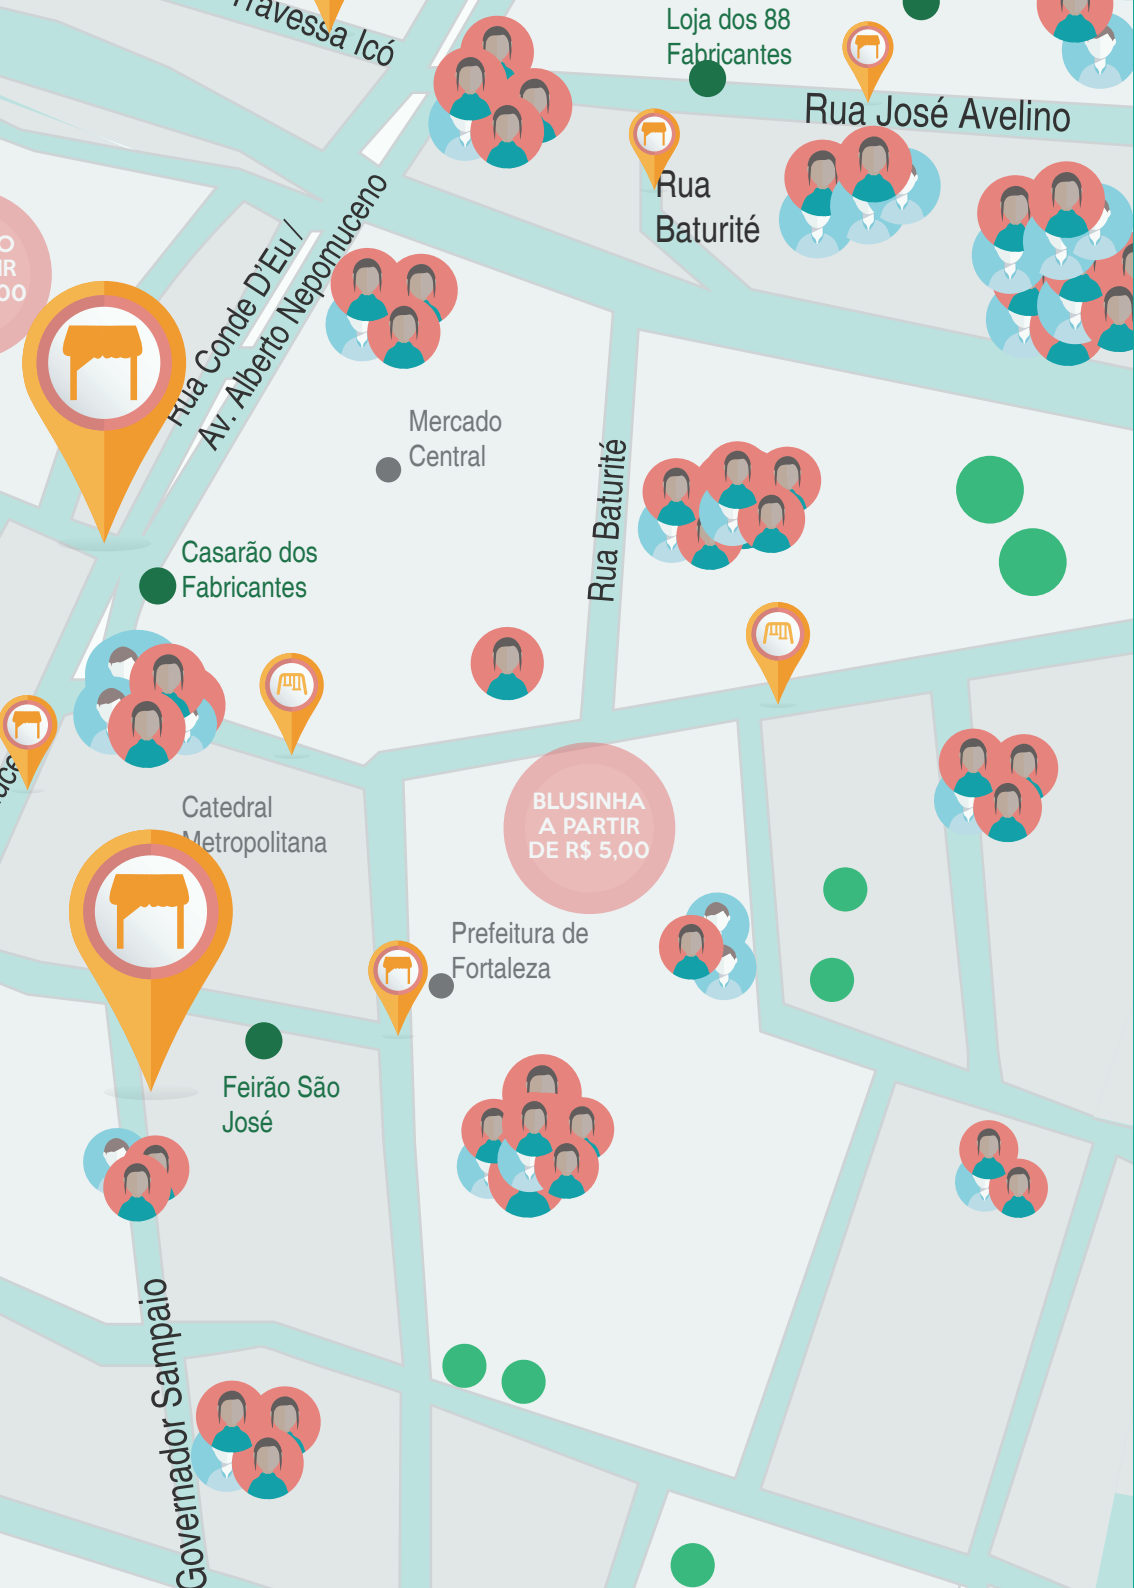 Travessa Icó
Loja dos 88
Fabricantes
Rua José Avelino
Rua
Baturité
Rua Conde D'Eu /
Av. Alberto Nepomuceno
Mercado
Central
Rua Baturité
Casarão dos
Fabricantes
Catedral
Metropolitana
BLUSINHA
A PARTIR
DE R$ 5,00
Prefeitura de
Fortaleza
Feirão São
José
Governador Sampaio